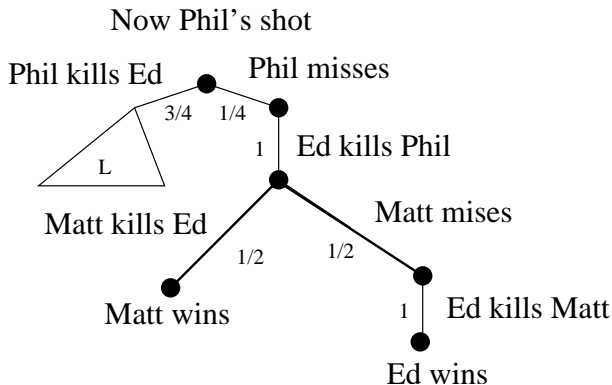 Now Phil’s shot
Phil kills Ed
Phil misses
3/4
1/4
1
Ed kills Phil
L
Matt kills Ed
Matt mises
1/2
1/2
Matt wins
1
Ed kills Matt
Ed wins